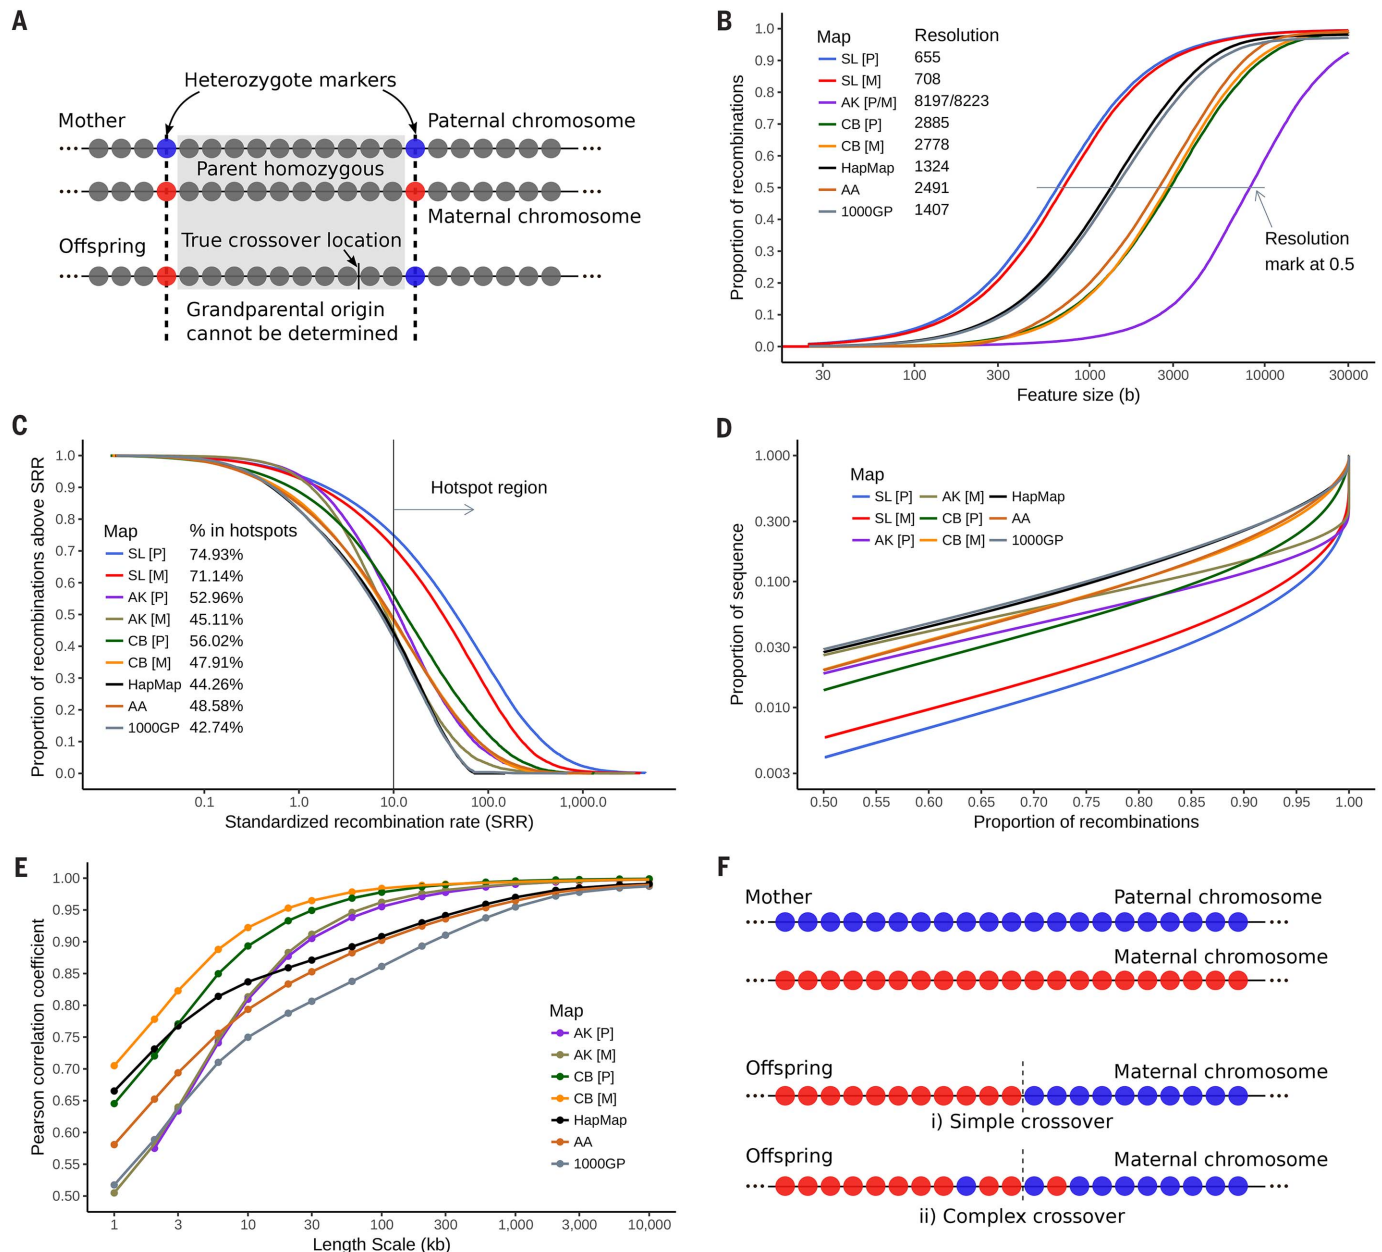 A
Heterozygote markers
Mother
Paternal chromosome
Parent homozygous
Maternal chromosome
Offspring
True crossover location
Grandparental origin
cannot be determined
B
Proportion of recombinations
1.0
0.9
0.8
0.7
0.6
0.5
0.4
0.3
0.2
0.1
0.0
Map Resolution
SL [P] 655
SL [M] 708
AK [P/M] 8197/8223
CB [P] 2885
CB [M] 2778
HapMap 1324
AA 2491
1000GP 1407
Resolution
mark at 0.5
30 100 300 1000 3000 10000 30000
Feature size (b)
C
Proportion of recombinations above SRR
1.0
0.9
0.8
0.7
0.6
0.5
0.4
0.3
0.2
0.1
0.0
Hotspot region
Map % in hotspots
SL [P] 74.93%
SL [M] 71.14%
AK [P] 52.96%
AK [M] 45.11%
CB [P] 56.02%
CB [M] 47.91%
HapMap 44.26%
AA 48.58%
1000GP 42.74%
0.1 1.0 10.0 100.0 1,000.0
Standardized recombination rate (SRR)
D
Proportion of sequence
1.000
0.300
0.100
0.030
0.010
0.003
Map
SL [P] AK [M] HapMap
SL [M] CB [P] AA
AK [P] CB [M] 1000GP
0.50 0.55 0.60 0.65 0.70 0.75 0.80 0.85 0.90 0.95 1.00
Proportion of recombinations
E
Pearson correlation coefficient
1.00
0.95
0.90
0.85
0.80
0.75
0.70
0.65
0.60
0.55
0.50
Map
AK [P]
AK [M]
CB [P]
CB [M]
HapMap
AA
1000GP
1 3 10 30 100 300 1,000 3,000 10,000
Length Scale (kb)
F
Mother Paternal chromosome
Maternal chromosome
Offspring Maternal chromosome
i) Simple crossover
Offspring Maternal chromosome
ii) Complex crossover